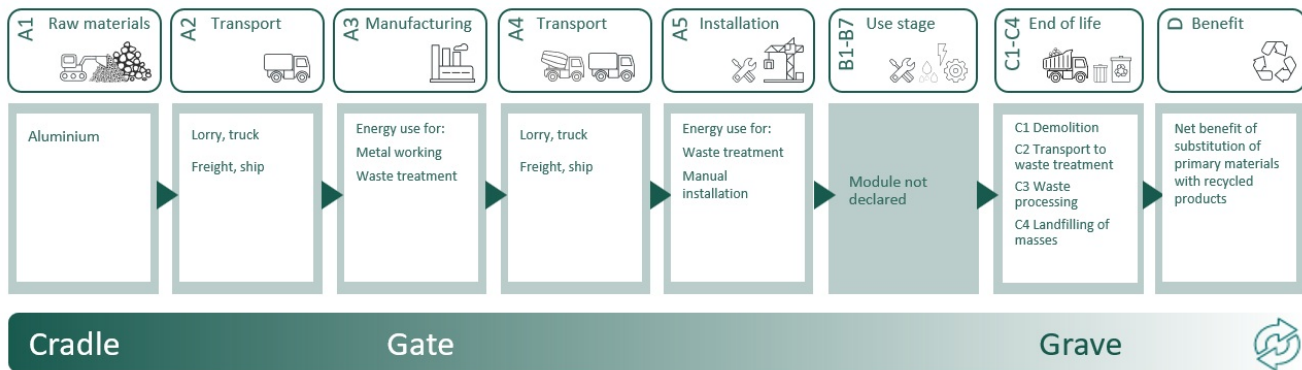 A1 Raw materials
A2 Transport
A3 Manufacturing
A4 Transport
A5 Installation
B1-B7 Use stage
C1-C4 End of life
D Benefit
Aluminium
Lorry, truck
Freight, ship
Energy use for:
Metal working
Waste treatment
Lorry, truck
Freight, ship
Energy use for:
Waste treatment
Manual
installation
Module not
declared
C1 Demolition
C2 Transport to
waste treatment
C3 Waste
processing
C4 Landfilling of
masses
Net benefit of
substitution of
primary materials
with recycled
products
Cradle
Gate
Grave